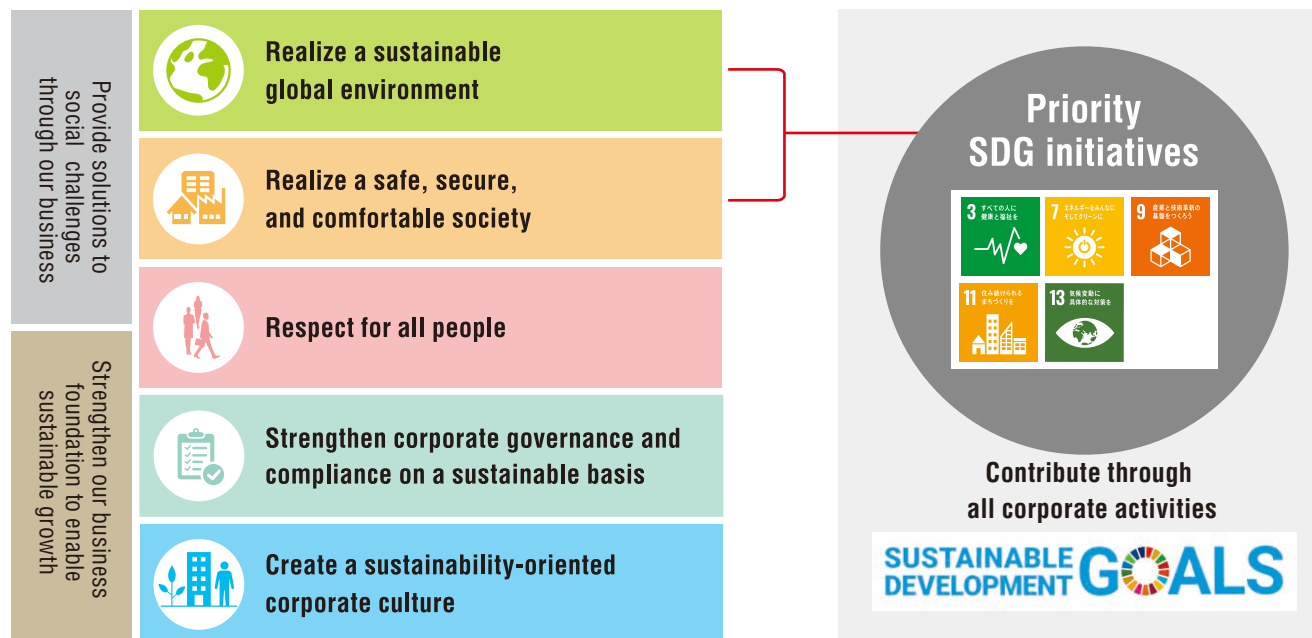 Provide solutions to
social challenges
through our business
Strengthen our business
foundation to enable
sustainable growth
Realize a sustainable
global environment
Realize a safe, secure,
and comfortable society
Respect for all people
Strengthen corporate governance and
compliance on a sustainable basis
Create a sustainability-oriented
corporate culture
Priority
SDG initiatives
3 すべての人に
健康と福祉を
7 エネルギーをみんなに
そしてクリーンに
9 産業と技術革新の
基盤をつくろう
11 住み続けられる
まちづくりを
13 気候変動に
具体的な対策を
Contribute through
all corporate activities
SUSTAINABLE
DEVELOPMENT
GOALS